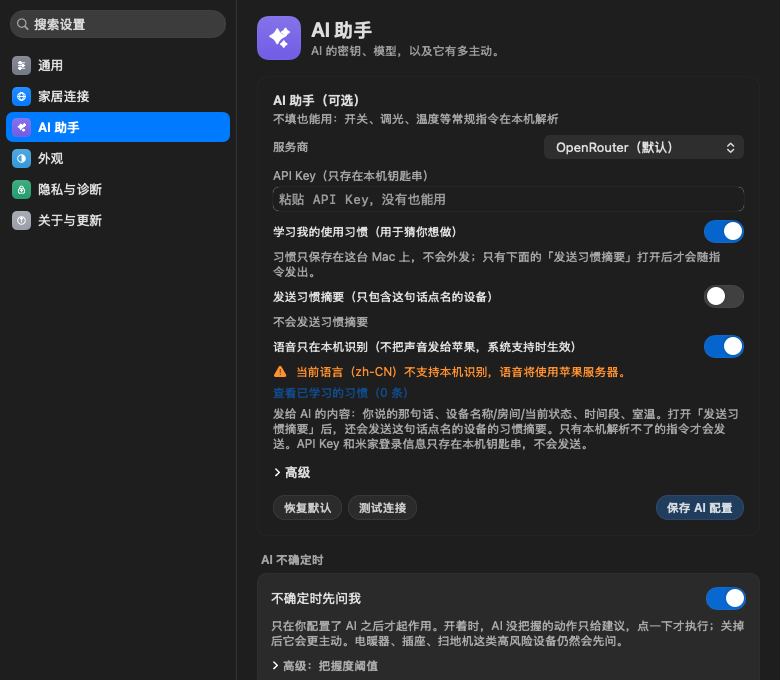 搜索设置
通用
家居连接
AI 助手
外观
隐私与诊断
关于与更新
AI 助手
AI 的密钥、模型，以及它有多主动。
AI 助手（可选）
不填也能用：开关、调光、温度等常规指令在本机解析
服务商
OpenRouter（默认）
API Key（只存在本机钥匙串）
粘贴 API Key，没有也能用
学习我的使用习惯（用于猜你想做）
习惯只保存在这台 Mac 上，不会外发；只有下面的「发送习惯摘要」打开后才会随指
令发出。
发送习惯摘要（只包含这句话点名的设备）
不会发送习惯摘要
语音只在本机识别（不把声音发给苹果，系统支持时生效）
当前语言（zh-CN）不支持本机识别，语音将使用苹果服务器。
查看已学习的习惯（0 条）
发给 AI 的内容：你说的那句话、设备名称/房间/当前状态、时间段、室温。打开「发送习
惯摘要」后，还会发送这句话点名的设备的习惯摘要。只有本机解析不了的指令才会发
送。API Key 和米家登录信息只存在本机钥匙串，不会发送。
高级
恢复默认
测试连接
保存 AI 配置
AI 不确定时
不确定时先问我
只在你配置了 AI 之后才起作用。开着时，AI 没把握的动作只给建议，点一下才执行；关掉
后它会更主动。电暖器、插座、扫地机这类高风险设备仍然会先问。
高级：把握度阈值